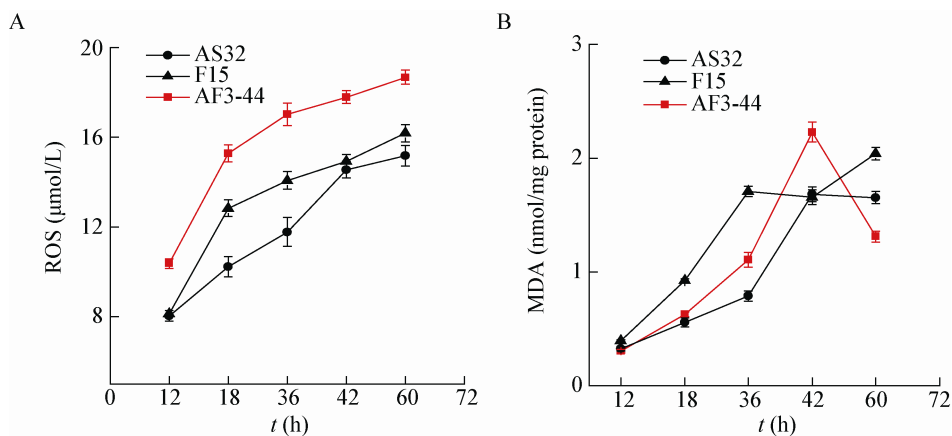 A
ROS (μmol/L)
20
16
12
8
AS32
F15
AF3-44
0 12 18 36 42 60 72
t (h)
B
MDA (nmol/mg protein)
3
2
1
0
AS32
F15
AF3-44
12 18 36 42 60 72
t (h)